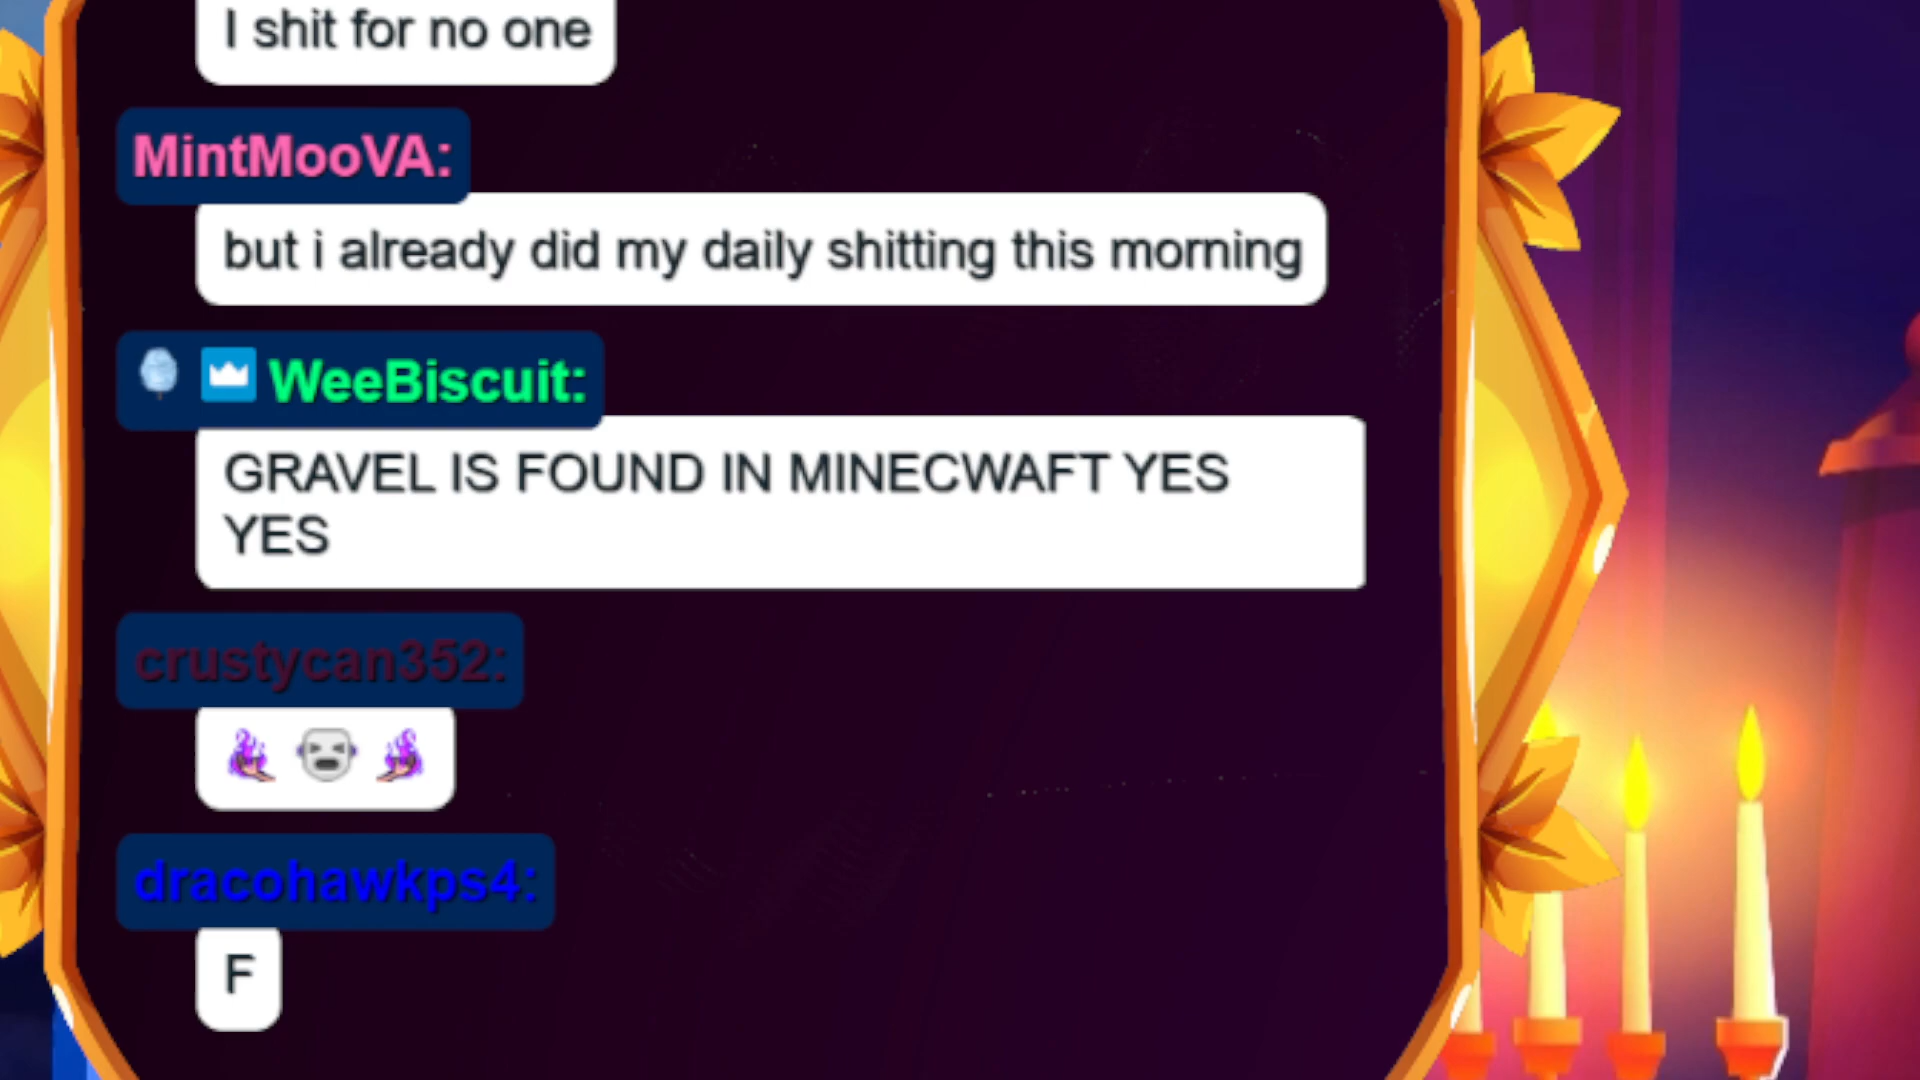 I shit for no one
MintMooVA:
but i already did my daily shitting this morning
WeeBiscuit:
GRAVEL IS FOUND IN MINECWAFT YES
YES
crustycan352:
dracohawkps4:
F